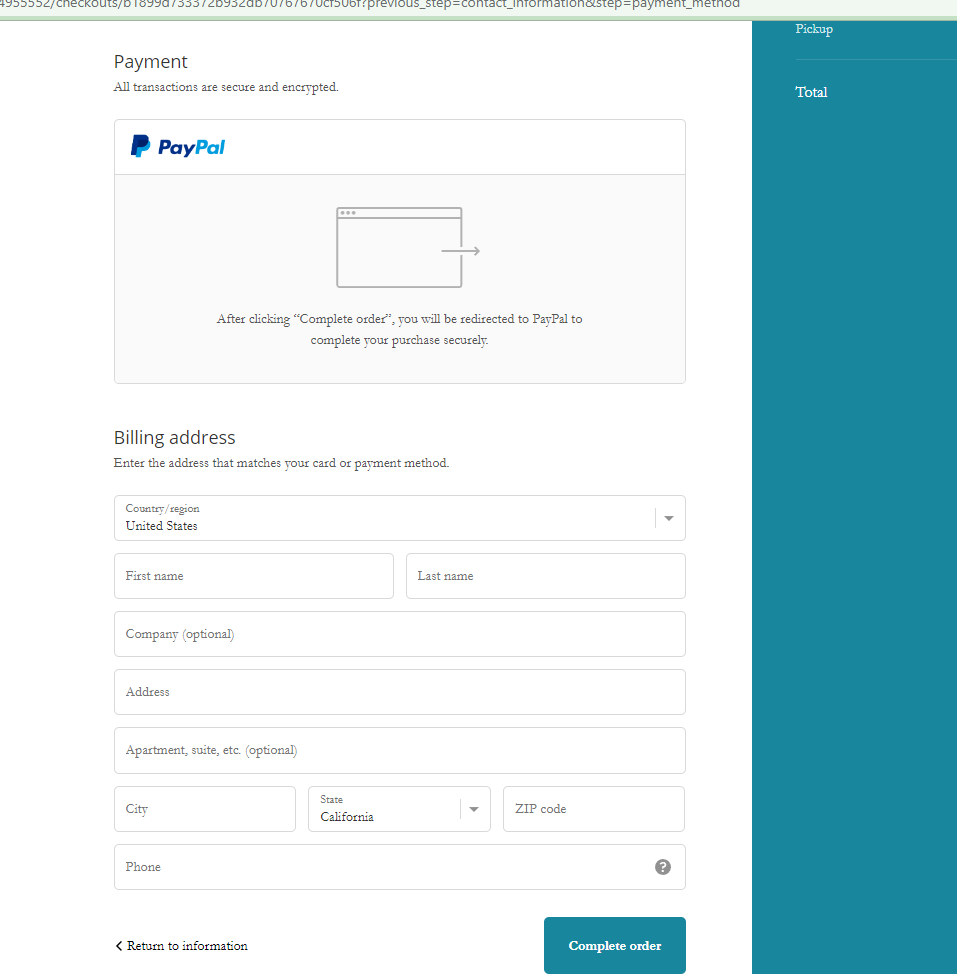 4955552/checkouts/b1899d733372b932db70767670cf506f?previous_step=contact_information&step=payment_method
Pickup
Payment
All transactions are secure and encrypted.
Total
PayPal
After clicking “Complete order”, you will be redirected to PayPal to
complete your purchase securely.
Billing address
Enter the address that matches your card or payment method.
Country/region
United States
First name
Last name
Company (optional)
Address
Apartment, suite, etc. (optional)
City
State
California
ZIP code
Phone
?
Return to information
Complete order